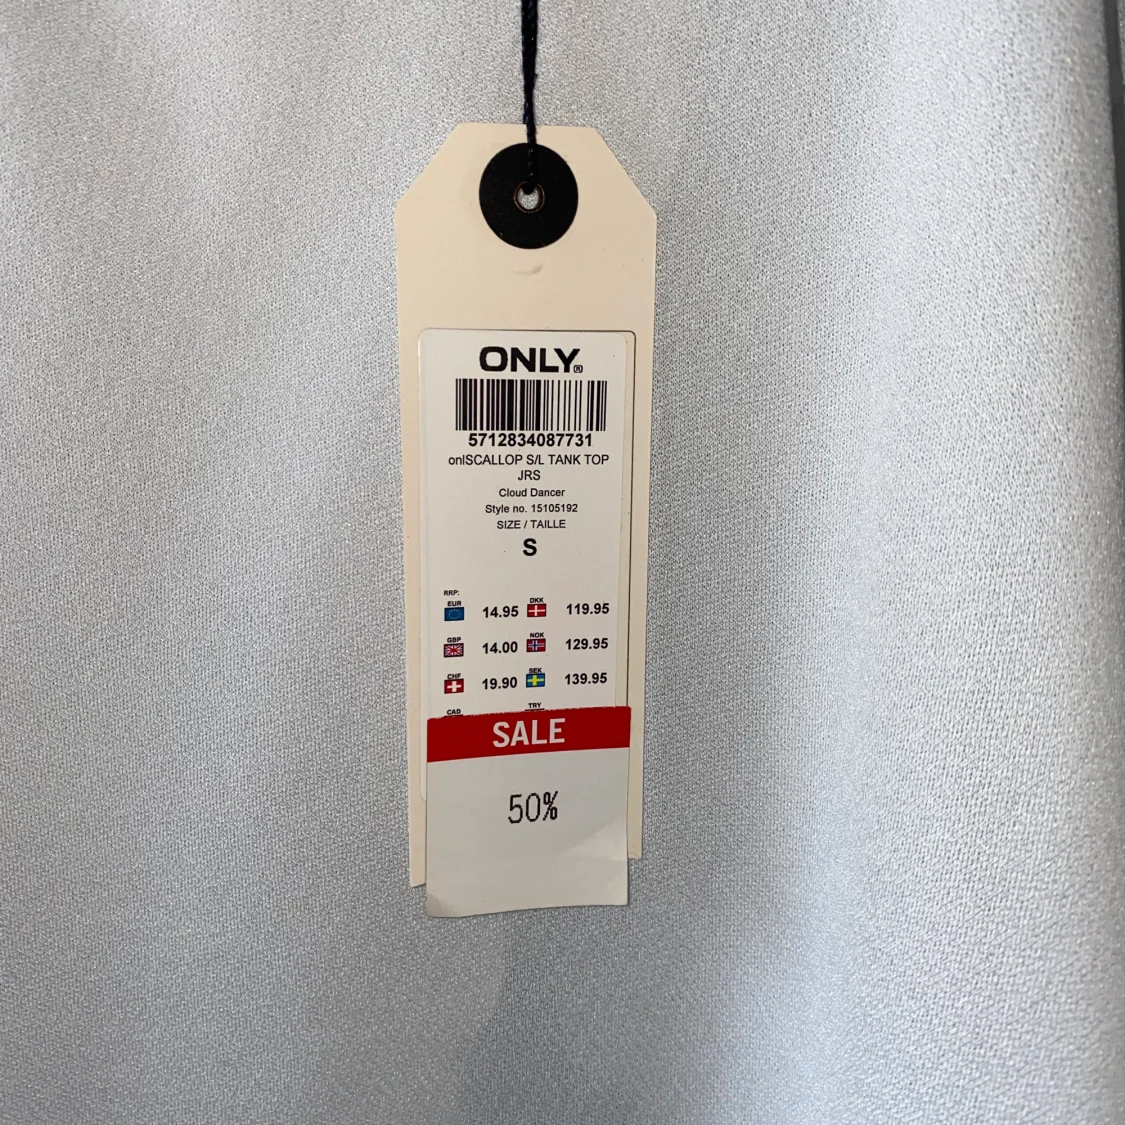 ONLY®
5712834087731
onlSCALLOP S/L TANK TOP
JRS
Cloud Dancer
Style no. 15105192
SIZE / TAILLE
S
RRP:
EUR 14.95 DKK 119.95
GBP 14.00 NOK 129.95
CHF 19.90 SEK 139.95
CAD TRY
SALE
50%